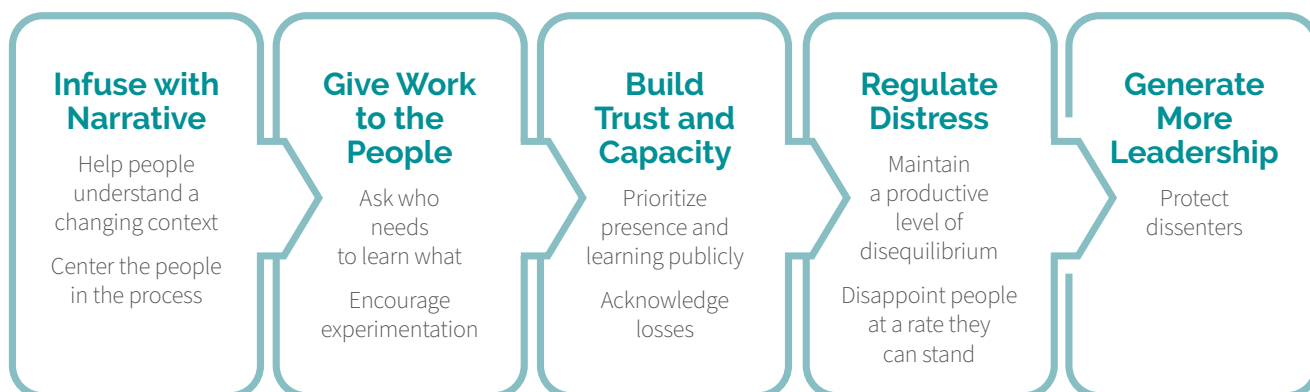 Infuse with
Narrative
Help people
understand a
changing context
Center the people
in the process
Give Work
to the
People
Ask who
needs
to learn what
Encourage
experimentation
Build
Trust and
Capacity
Prioritize
presence and
learning publicly
Acknowledge
losses
Regulate
Distress
Maintain
a productive
level of
disequilibrium
Disappoint people
at a rate they
can stand
Generate
More
Leadership
Protect
dissenters